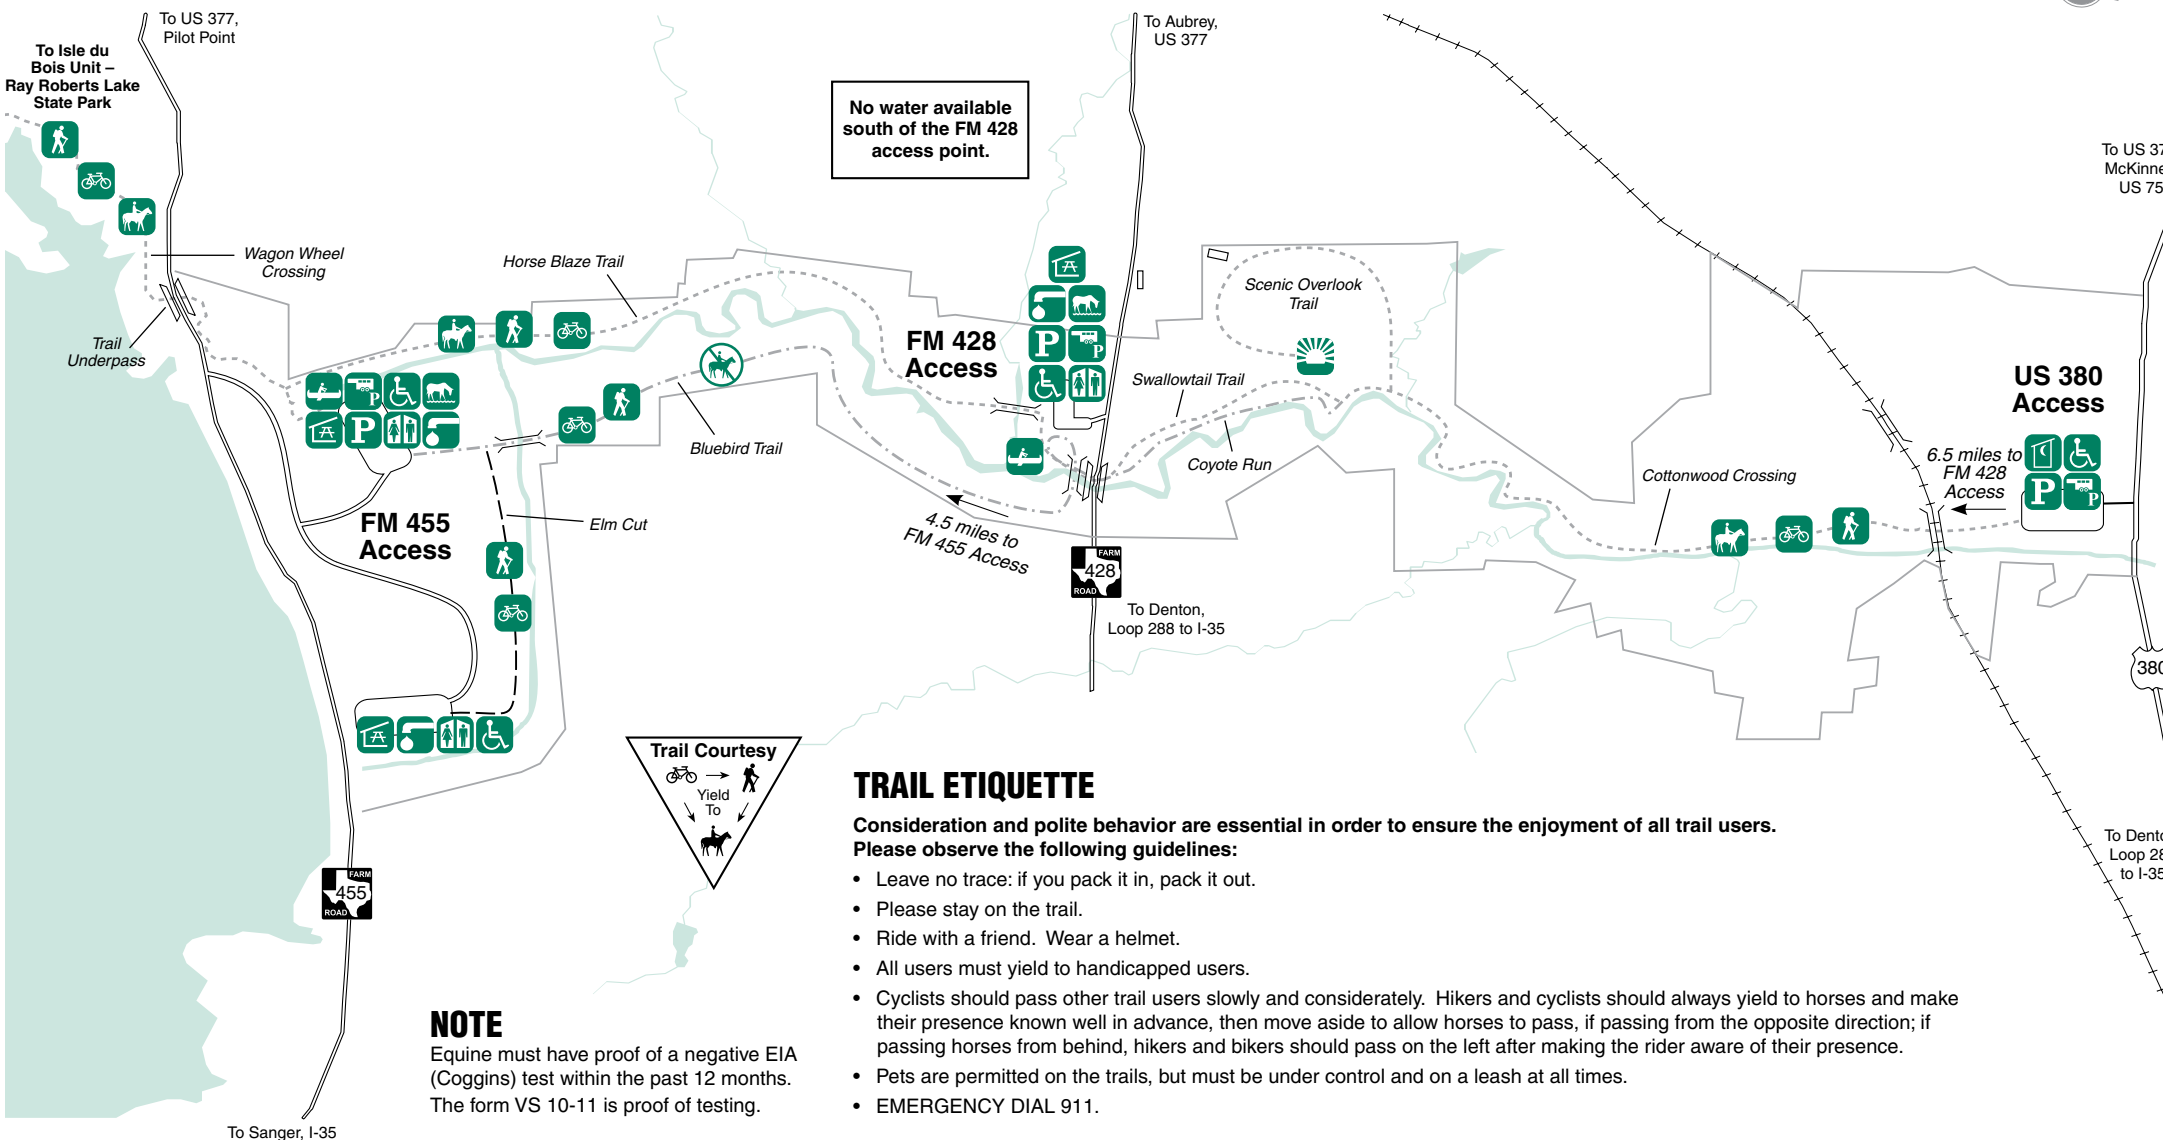 To US 377,
Pilot Point
To Isle du
Bois Unit –
Ray Roberts Lake
State Park
To Aubrey,
US 377
No water available
south of the FM 428
access point.
To US 37
McKinne
US 75
Wagon Wheel
Crossing
Horse Blaze Trail
Scenic Overlook
Trail
Trail
Underpass
FM 428
Access
P
P
Swallowtail Trail
US 380
Access
P
P
Bluebird Trail
Coyote Run
Cottonwood Crossing
6.5 miles to
FM 428
Access
P
P
FM 455
Access
Elm Cut
4.5 miles to
FM 455 Access
FARM
428
ROAD
To Denton,
Loop 288 to I-35
380
Trail Courtesy
Yield
To
TRAIL ETIQUETTE
Consideration and polite behavior are essential in order to ensure the enjoyment of all trail users.
Please observe the following guidelines:
• Leave no trace: if you pack it in, pack it out.
• Please stay on the trail.
• Ride with a friend. Wear a helmet.
• All users must yield to handicapped users.
• Cyclists should pass other trail users slowly and considerately. Hikers and cyclists should always yield to horses and make
their presence known well in advance, then move aside to allow horses to pass, if passing from the opposite direction; if
passing horses from behind, hikers and bikers should pass on the left after making the rider aware of their presence.
• Pets are permitted on the trails, but must be under control and on a leash at all times.
• EMERGENCY DIAL 911.
To Dento
Loop 28
to I-35
FARM
455
ROAD
NOTE
Equine must have proof of a negative EIA
(Coggins) test within the past 12 months.
The form VS 10-11 is proof of testing.
To Sanger, I-35